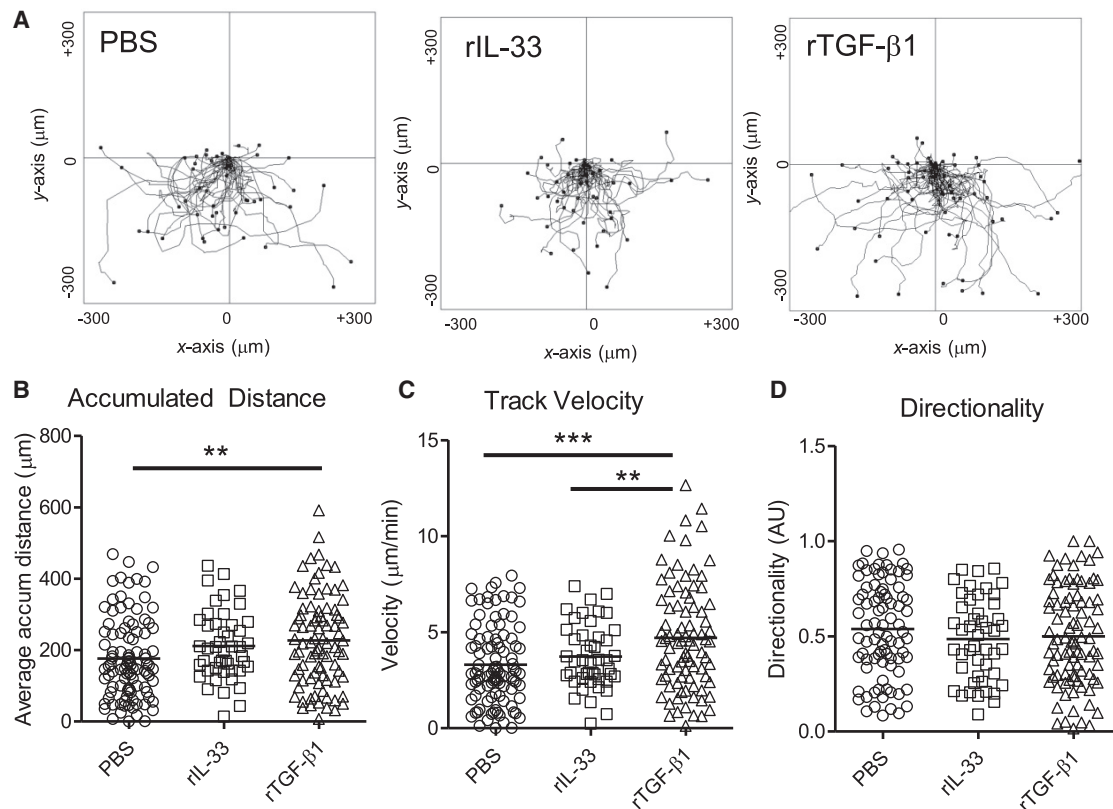 A
PBS
rIL-33
rTGF-β1
+300
0
-300
y-axis (μm)
-300 0 +300
x-axis (μm)
+300
0
-300
y-axis (μm)
-300 0 +300
x-axis (μm)
+300
0
-300
y-axis (μm)
-300 0 +300
x-axis (μm)
B
Accumulated Distance
Average accum distance (μm)
800
600
400
200
0
**
PBS
rIL-33
rTGF-β1
C
Track Velocity
Velocity (μm/min)
15
10
5
0
***
**
PBS
rIL-33
rTGF-β1
D
Directionality
Directionality (AU)
1.5
1.0
0.5
0.0
PBS
rIL-33
rTGF-β1